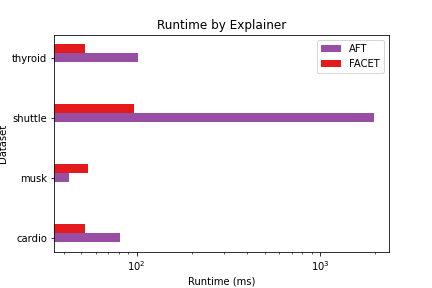 Runtime by Explainer
AFT
FACET
thyroid
shuttle
musk
cardio
Dataset
10²
10³
Runtime (ms)